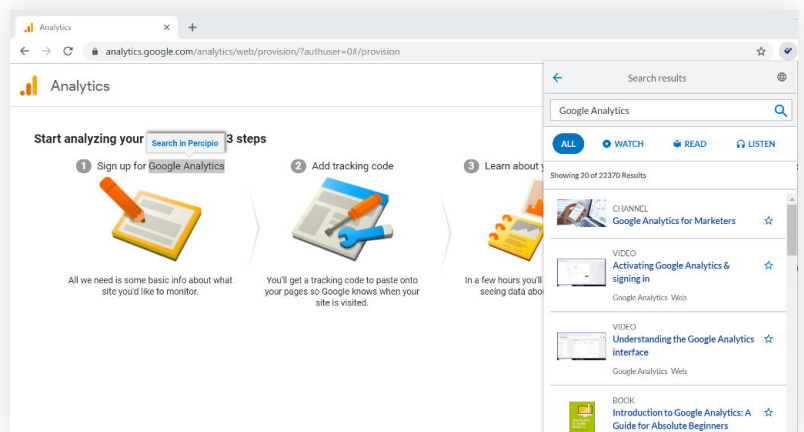 Analytics
analytics.google.com/analytics/web/provision/?authuser=0#/provision
Analytics
Start analyzing your
3 steps
Search in Percipio
1 Sign up for Google Analytics
2 Add tracking code
3 Learn about
All we need is some basic info about what
site you'd like to monitor.
You'll get a tracking code to paste onto
your pages so Google knows when your
site is visited.
In a few hours you'll
seeing data
Search results
Google Analytics
ALL
WATCH
READ
LISTEN
Showing 20 of 22370 Results
CHANNEL
Google Analytics for Marketers
VIDEO
Activating Google Analytics &
signing in
Google Analytics Web
VIDEO
Understanding the Google Analytics
interface
Google Analytics Web
BOOK
Introduction to Google Analytics: A
Guide for Absolute Beginners